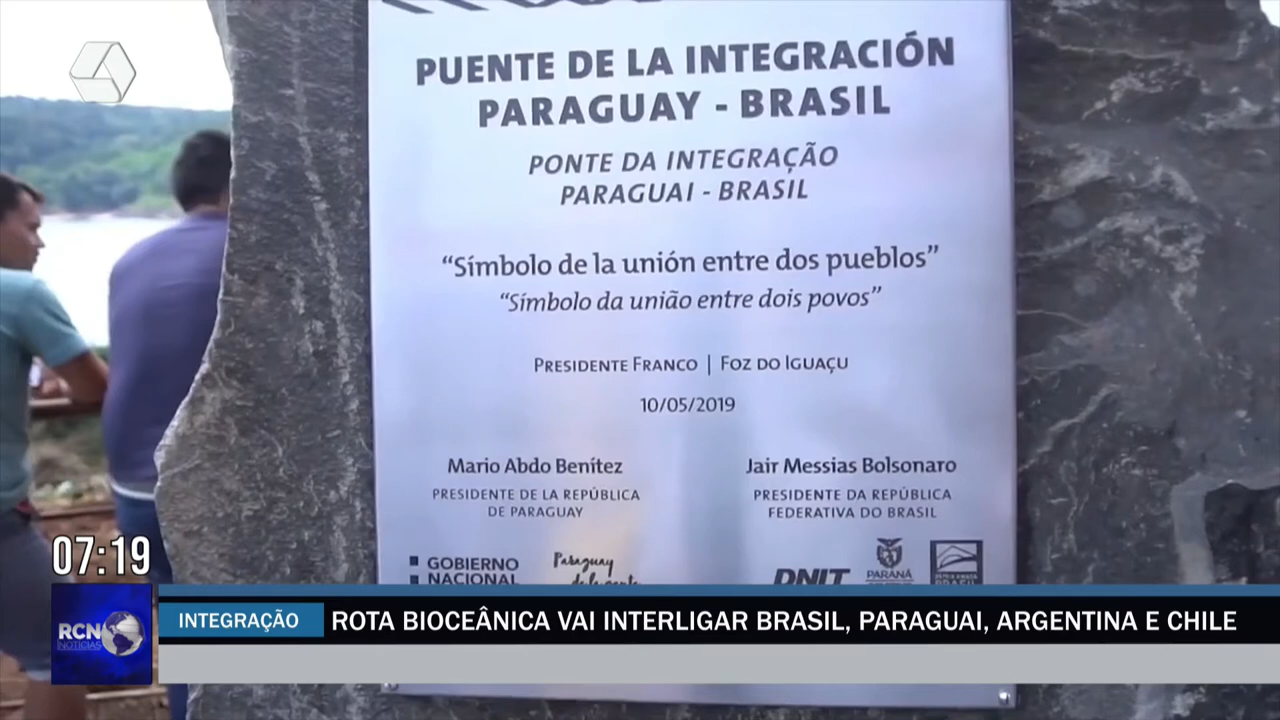 PUENTE DE LA INTEGRACIÓN
PARAGUAY - BRASIL
PONTE DA INTEGRAÇÃO
PARAGUAI - BRASIL
“Símbolo de la unión entre dos pueblos”
“Símbolo da união entre dois povos”
PRESIDENTE FRANCO | FOZ DO IGUAÇU
10/05/2019
Mario Abdo Benítez
PRESIDENTE DE LA REPÚBLICA
DE PARAGUAY
Jair Messias Bolsonaro
PRESIDENTE DA REPÚBLICA
FEDERATIVA DO BRASIL
GOBIERNO
NACIONAL
Paraguay
de la gente
DNIT
PARANÁ
07:19
RCN
NOTÍCIAS
INTEGRAÇÃO
ROTA BIOCEÂNICA VAI INTERLIGAR BRASIL, PARAGUAI, ARGENTINA E CHILE